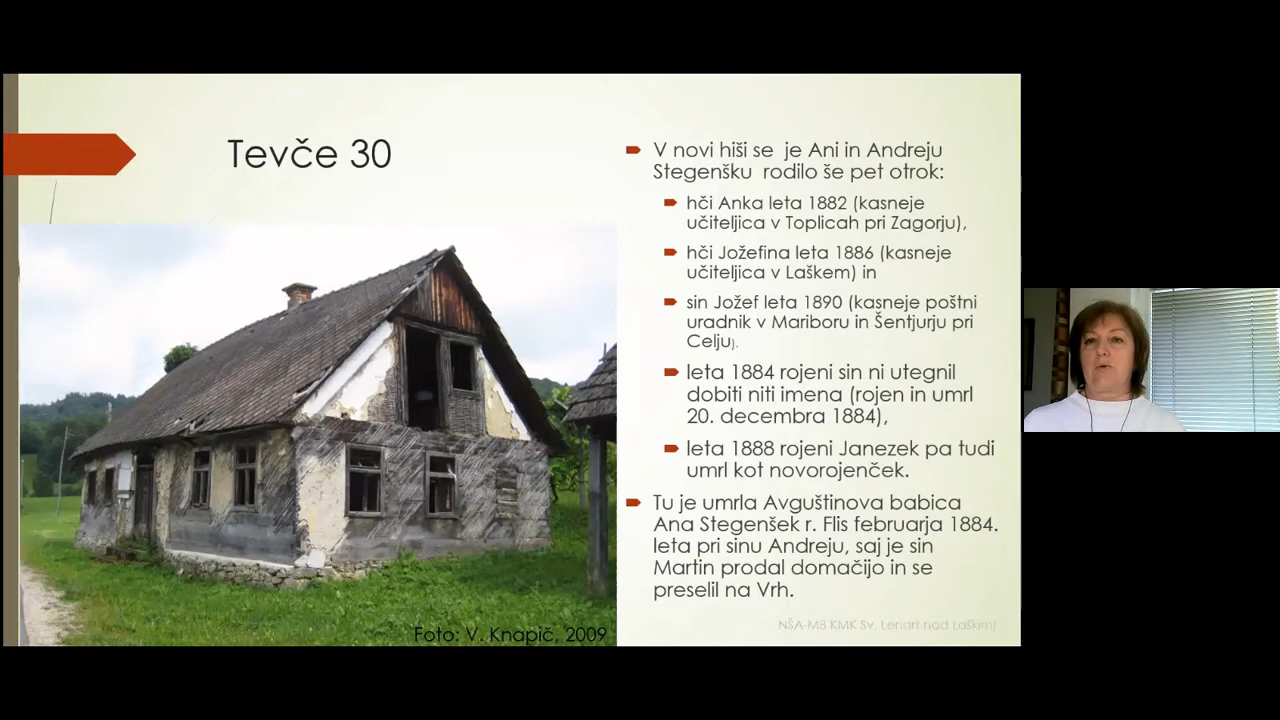 Tevče 30
V novi hiši se je Ani in Andreju
Stegenšku rodilo še pet otrok:
hči Anka leta 1882 (kasneje
učiteljica v Toplicah pri Zagorju),
hči Jožefina leta 1886 (kasneje
učiteljica v Laškem) in
sin Jožef leta 1890 (kasneje poštni
uradnik v Mariboru in Šentjurju pri
Celju).
leta 1884 rojeni sin ni utegnil
dobiti niti imena (rojen in umrl
20. decembra 1884),
leta 1888 rojeni Janezek pa tudi
umrl kot novorojenček.
Tu je umrla Avguštinova babica
Ana Stegenšek r. Flis februarja 1884.
leta pri sinu Andreju, saj je sin
Martin prodal domačijo in se
preselil na Vrh.
Foto: V. Knapič, 2009
NŠA-MB KMK Sv. Lenart nad Laškim|